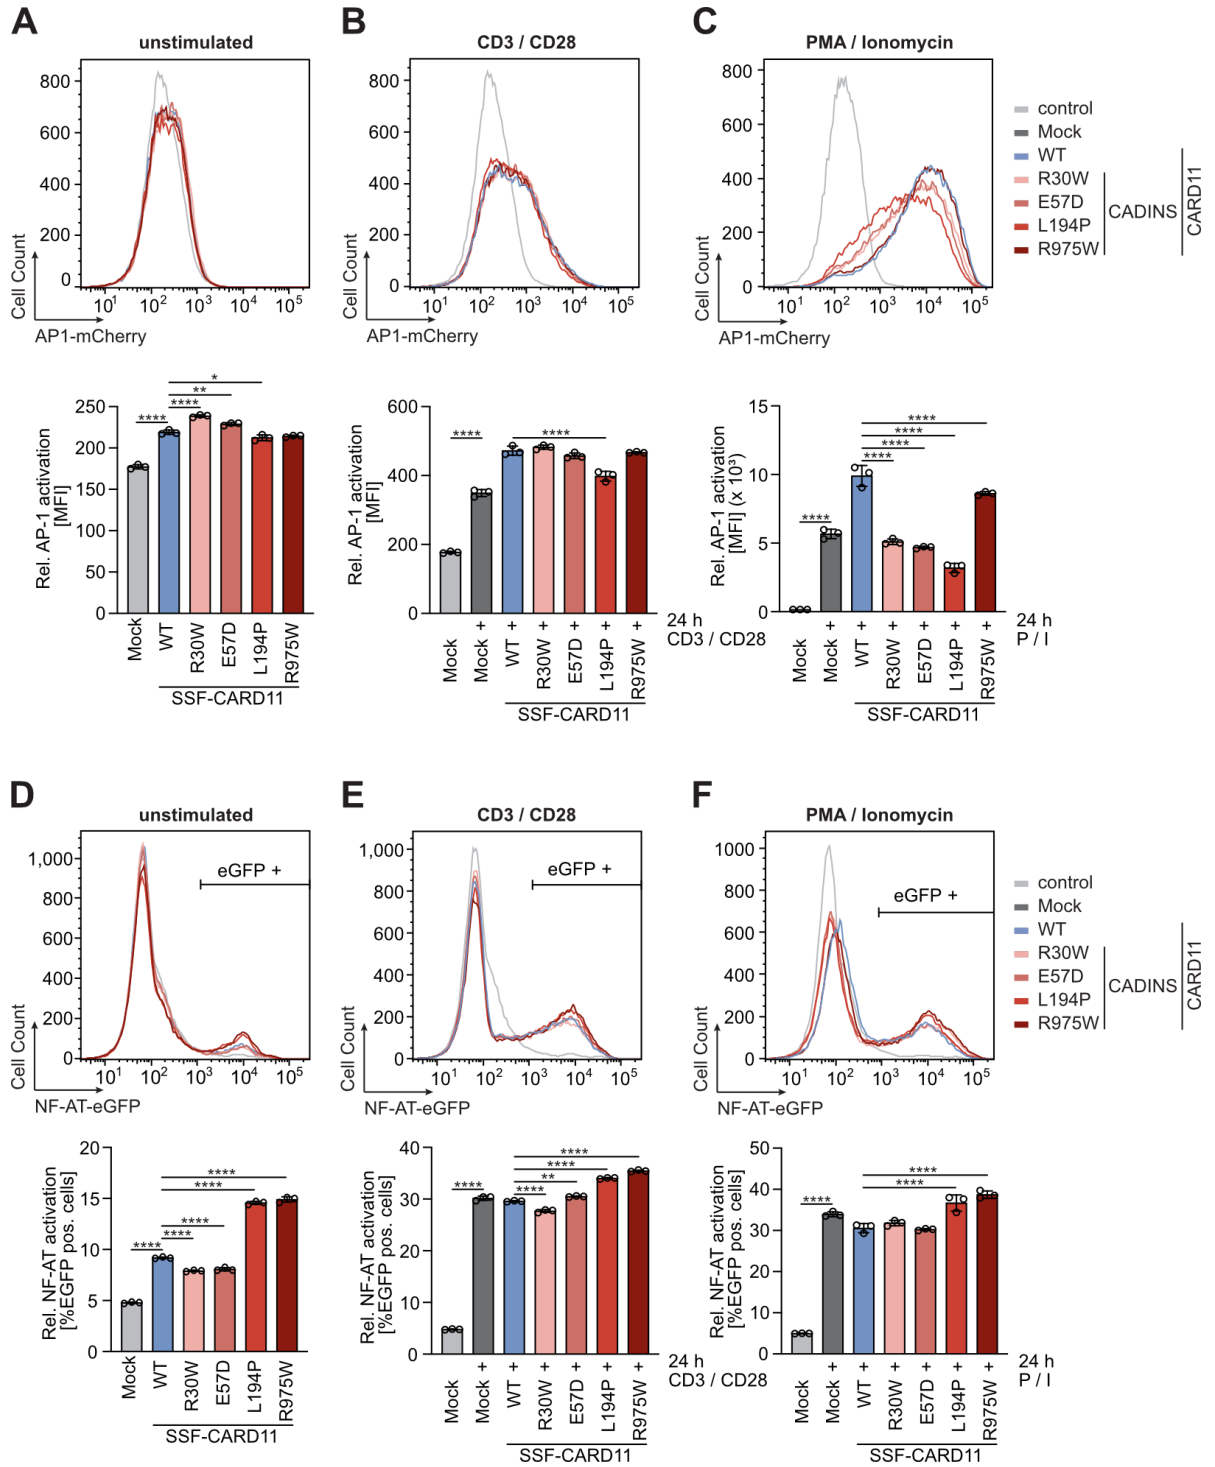 A
unstimulated
800
600
400
200
0
Cell Count
10¹ 10² 10³ 10⁴ 10⁵
AP1-mCherry
B
CD3 / CD28
800
600
400
200
0
Cell Count
10¹ 10² 10³ 10⁴ 10⁵
AP1-mCherry
C
PMA / Ionomycin
800
600
400
200
0
Cell Count
10¹ 10² 10³ 10⁴ 10⁵
AP1-mCherry
control
Mock
WT
R30W
E57D
L194P
R975W
CADINS
CARD11
Rel. AP-1 activation
[MFI]
250
200
150
100
50
0
*
**
****
****
Mock
WT
R30W
E57D
L194P
R975W
SSF-CARD11
Rel. AP-1 activation
[MFI]
600
400
200
0
****
****
Mock
Mock +
WT +
R30W +
E57D +
L194P +
R975W +
24 h
CD3 / CD28
SSF-CARD11
Rel. AP-1 activation
[MFI] (x 10³)
15
10
5
0
****
****
****
****
****
Mock
Mock +
WT +
R30W +
E57D +
L194P +
R975W +
24 h
P / I
SSF-CARD11
D
unstimulated
eGFP +
1,000
800
600
400
200
0
Cell Count
10¹ 10² 10³ 10⁴ 10⁵
NF-AT-eGFP
E
CD3 / CD28
eGFP +
1,000
800
600
400
200
0
Cell Count
10¹ 10² 10³ 10⁴ 10⁵
NF-AT-eGFP
F
PMA / Ionomycin
eGFP +
1000
800
600
400
200
0
Cell Count
10¹ 10² 10³ 10⁴ 10⁵
NF-AT-eGFP
control
Mock
WT
R30W
E57D
L194P
R975W
CADINS
CARD11
Rel. NF-AT activation
[%EGFP pos. cells]
20
15
10
5
0
****
****
****
****
****
Mock
WT
R30W
E57D
L194P
R975W
SSF-CARD11
Rel. NF-AT activation
[%EGFP pos. cells]
40
30
20
10
0
****
****
**
****
****
Mock
Mock +
WT +
R30W +
E57D +
L194P +
R975W +
24 h
CD3 / CD28
SSF-CARD11
Rel. NF-AT activation
[%EGFP pos. cells]
50
40
30
20
10
0
****
****
****
Mock
Mock +
WT +
R30W +
E57D +
L194P +
R975W +
24 h
P / I
SSF-CARD11